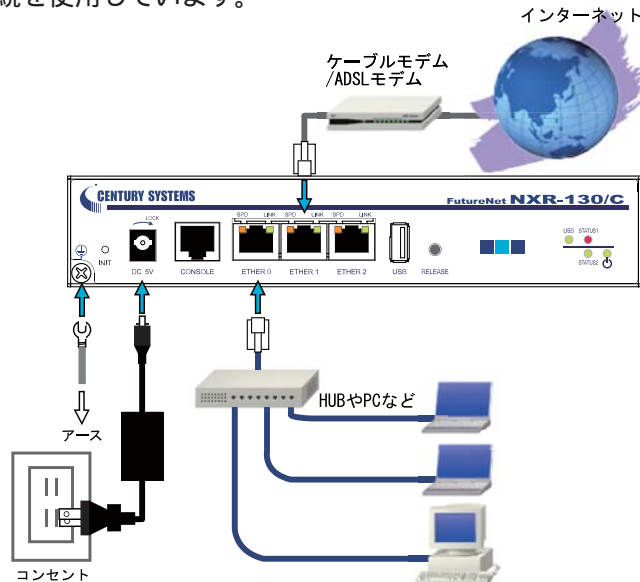 続を使用しています。
インターネット
ケーブルモデム
/ADSLモデム
CENTURY SYSTEMS
FutureNet NXR-130/C
LOCK
SPD LINK SPD LINK SPD LINK
USB STATUS1
STATUS2
INIT
DC 5V
CONSOLE
ETHER 0
ETHER 1
ETHER 2
USB
RELEASE
HUBやPCなど
アース
コンセント